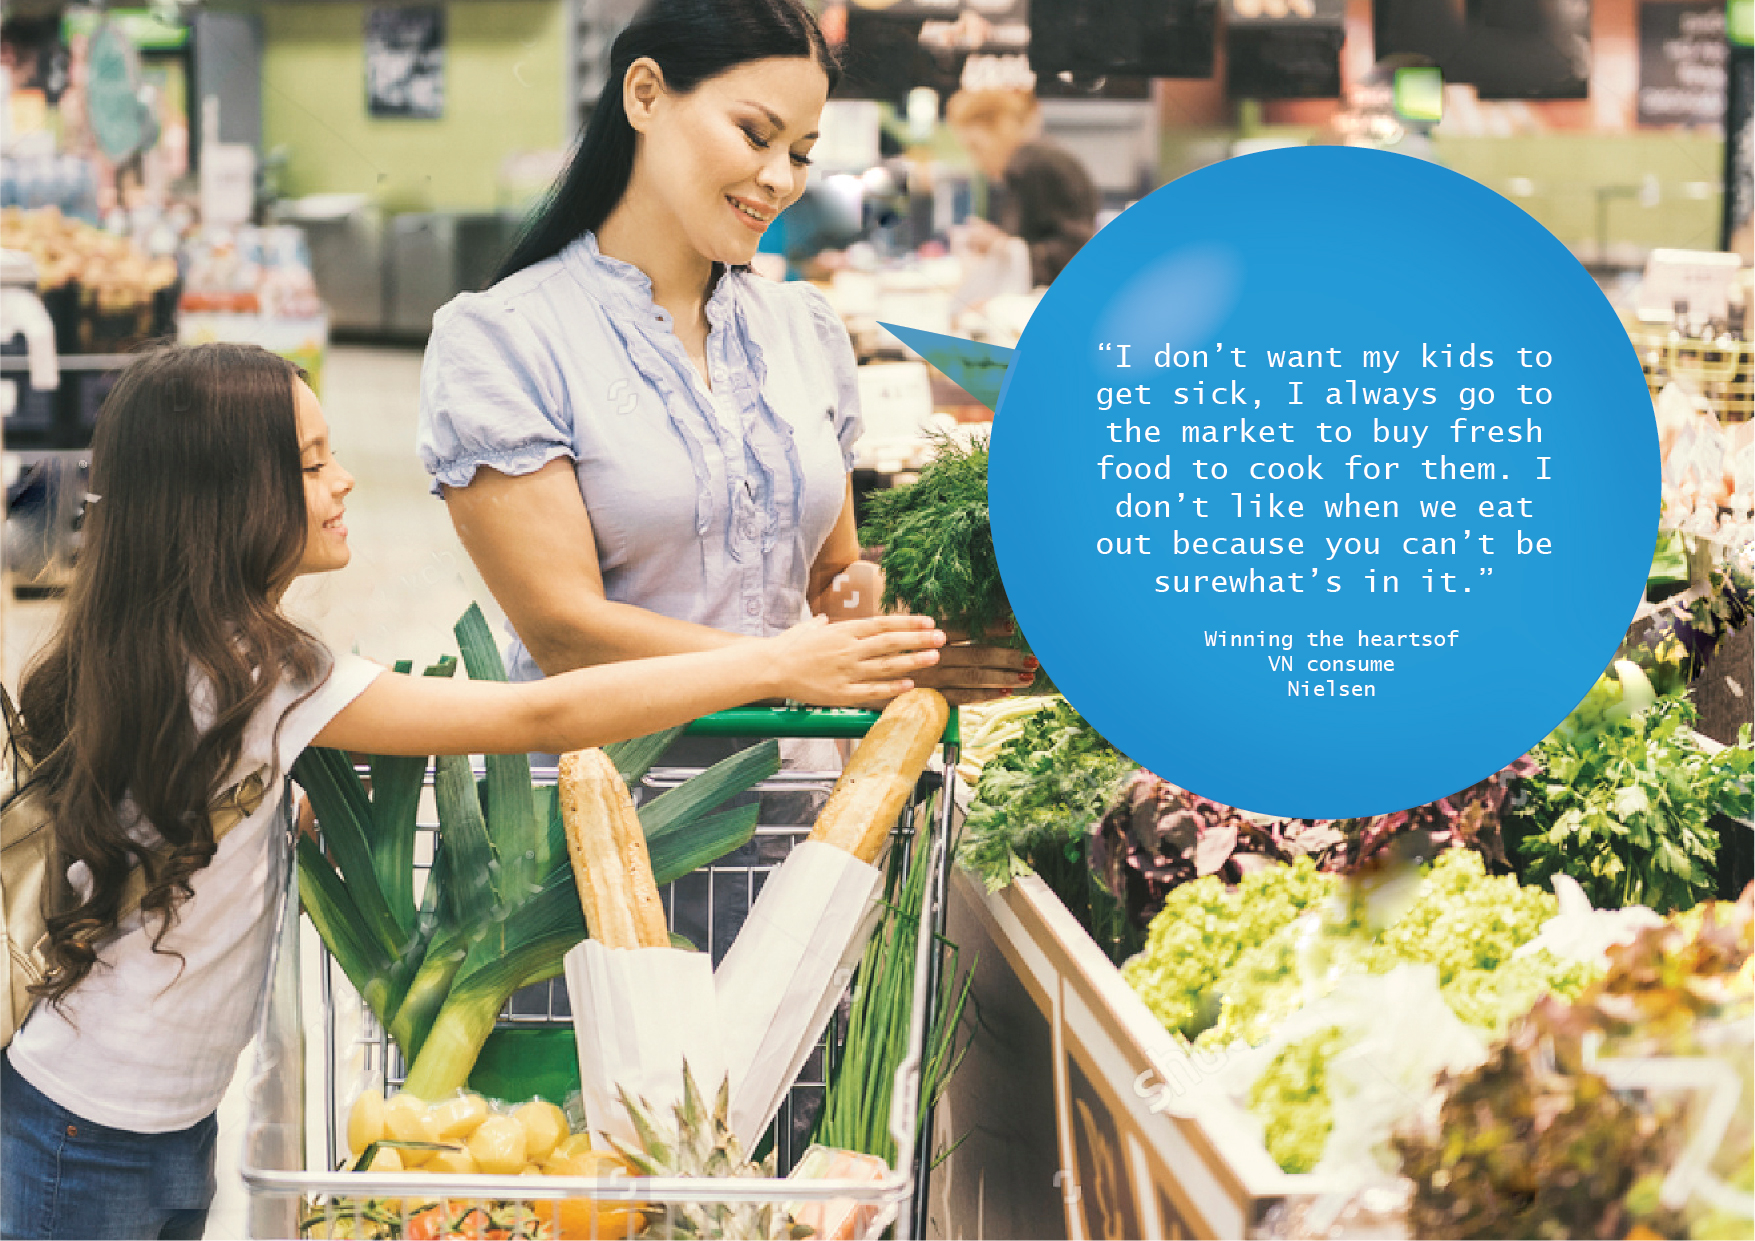 “I don’t want my kids to
get sick, I always go to
the market to buy fresh
food to cook for them. I
don’t like when we eat
out because you can’t be
surewhat’s in it.”
Winning the heartsof
VN consume
Nielsen